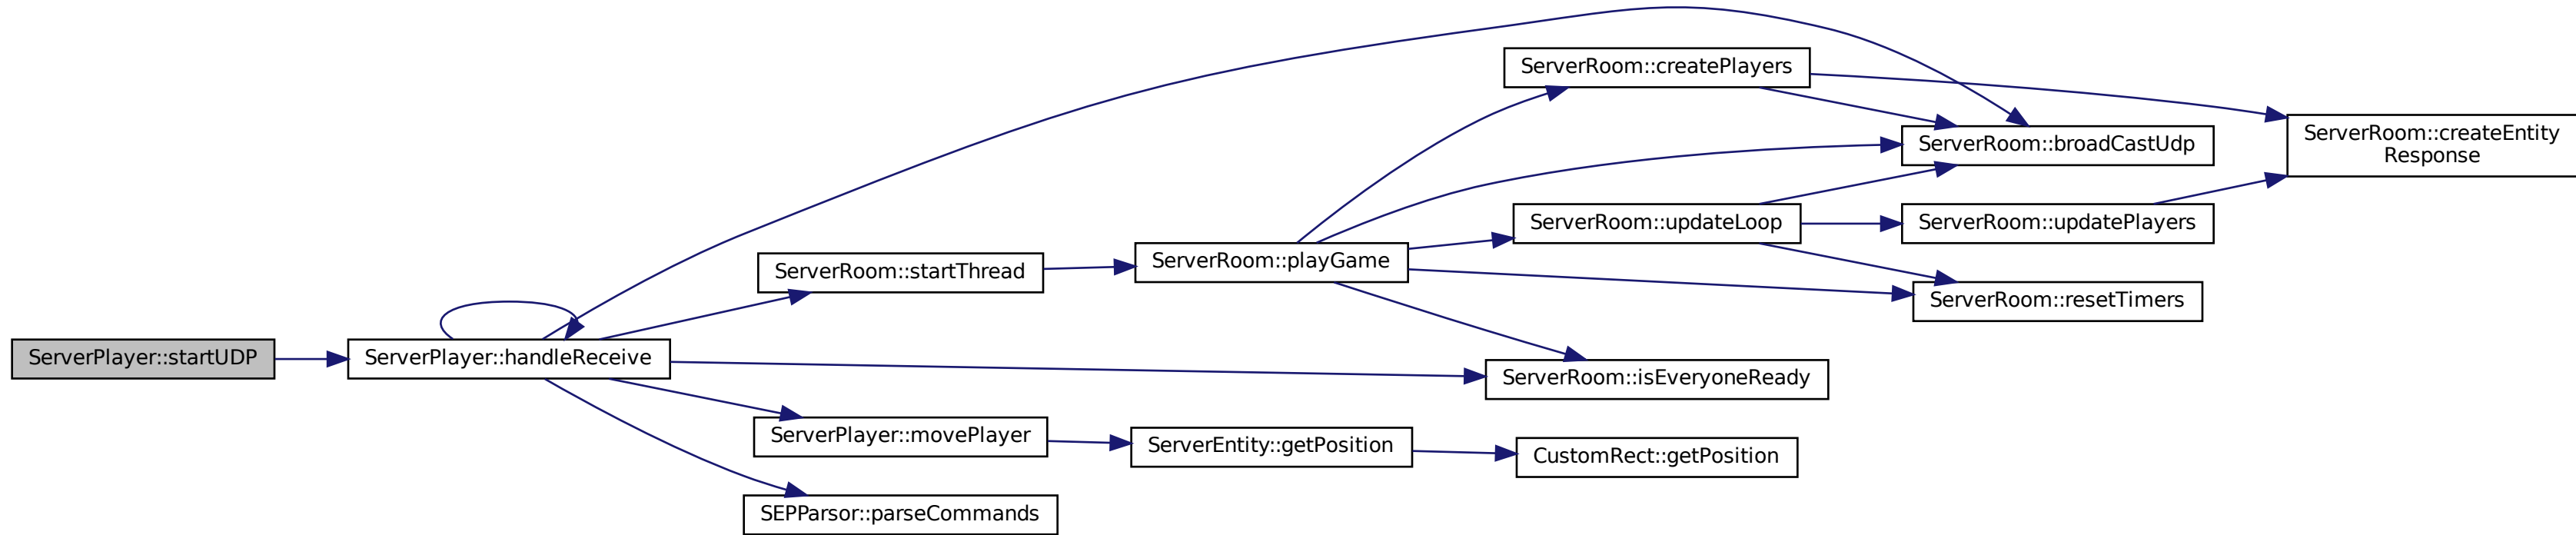 ServerPlayer::startUDP
ServerPlayer::handleReceive
ServerRoom::startThread
ServerPlayer::movePlayer
SEPParsor::parseCommands
ServerRoom::playGame
ServerEntity::getPosition
ServerRoom::createPlayers
ServerRoom::updateLoop
ServerRoom::isEveryoneReady
CustomRect::getPosition
ServerRoom::broadCastUdp
ServerRoom::updatePlayers
ServerRoom::resetTimers
ServerRoom::createEntity
Response